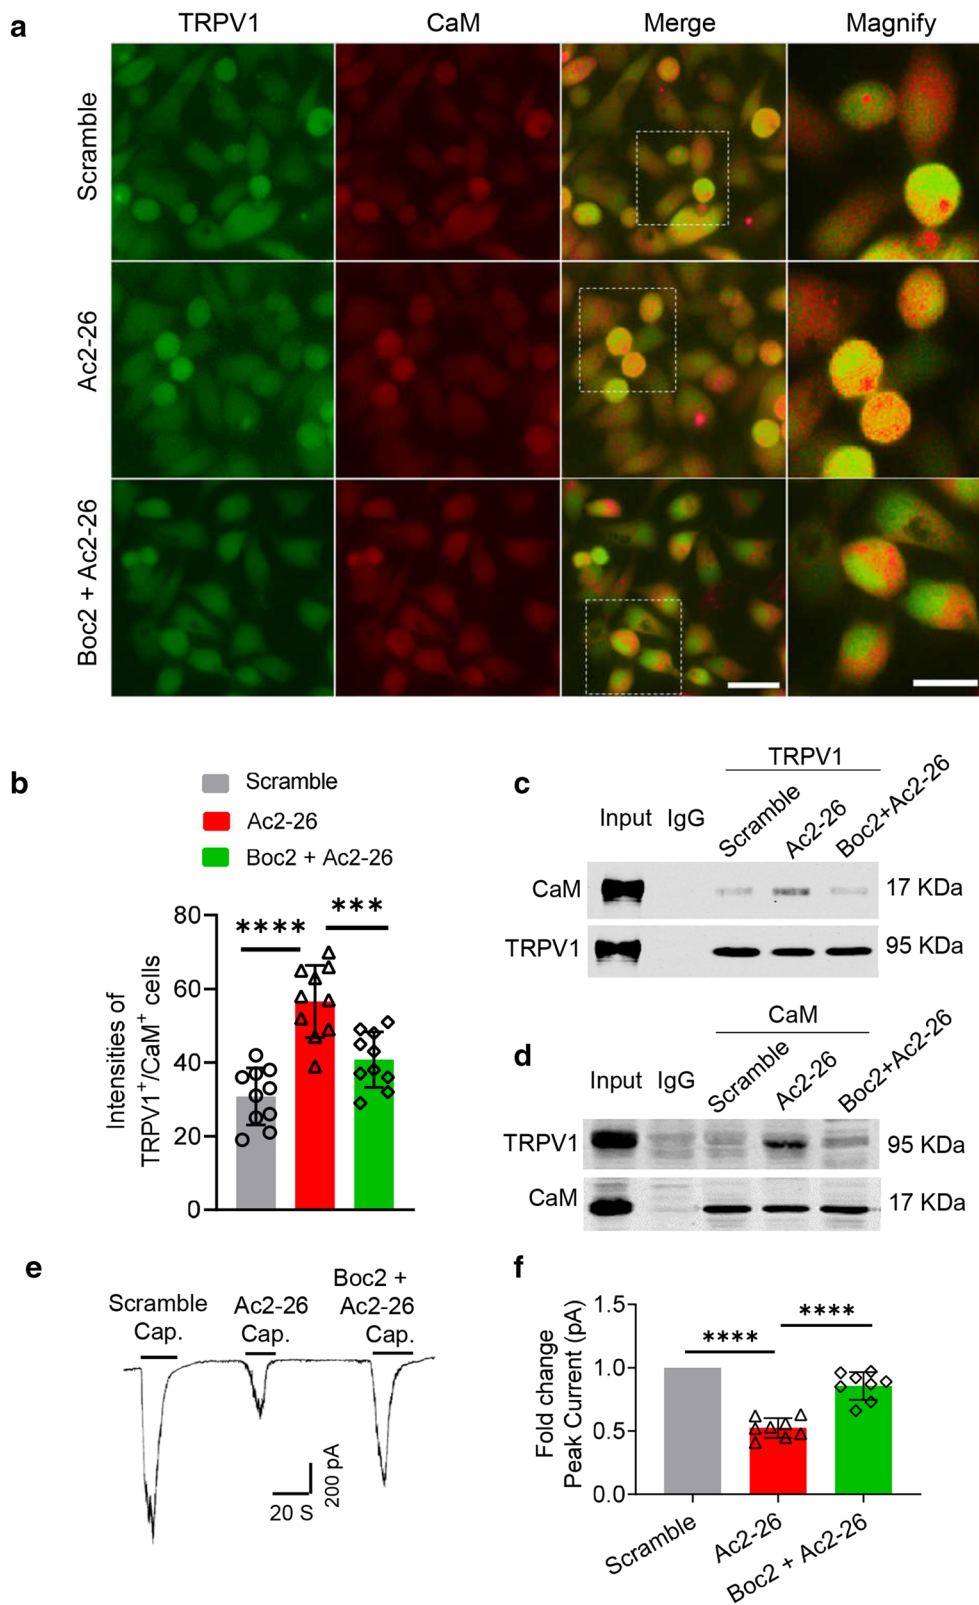 a
TRPV1 CaM Merge Magnify
Scramble
Ac2-26
Boc2 + Ac2-26
b
Scramble
Ac2-26
Boc2 + Ac2-26
**** ***
80
60
40
20
0
Intensities of
TRPV1+/CaM+ cells
c
TRPV1
Input IgG Scramble Ac2-26 Boc2+Ac2-26
CaM 17 KDa
TRPV1 95 KDa
d
CaM
Input IgG Scramble Ac2-26 Boc2+Ac2-26
TRPV1 95 KDa
CaM 17 KDa
e
Scramble
Cap.
Ac2-26
Cap.
Boc2 +
Ac2-26
Cap.
200 pA
20 S
f
**** ****
1.5
1.0
0.5
0.0
Fold change
Peak Current (pA)
Scramble
Ac2-26
Boc2 + Ac2-26